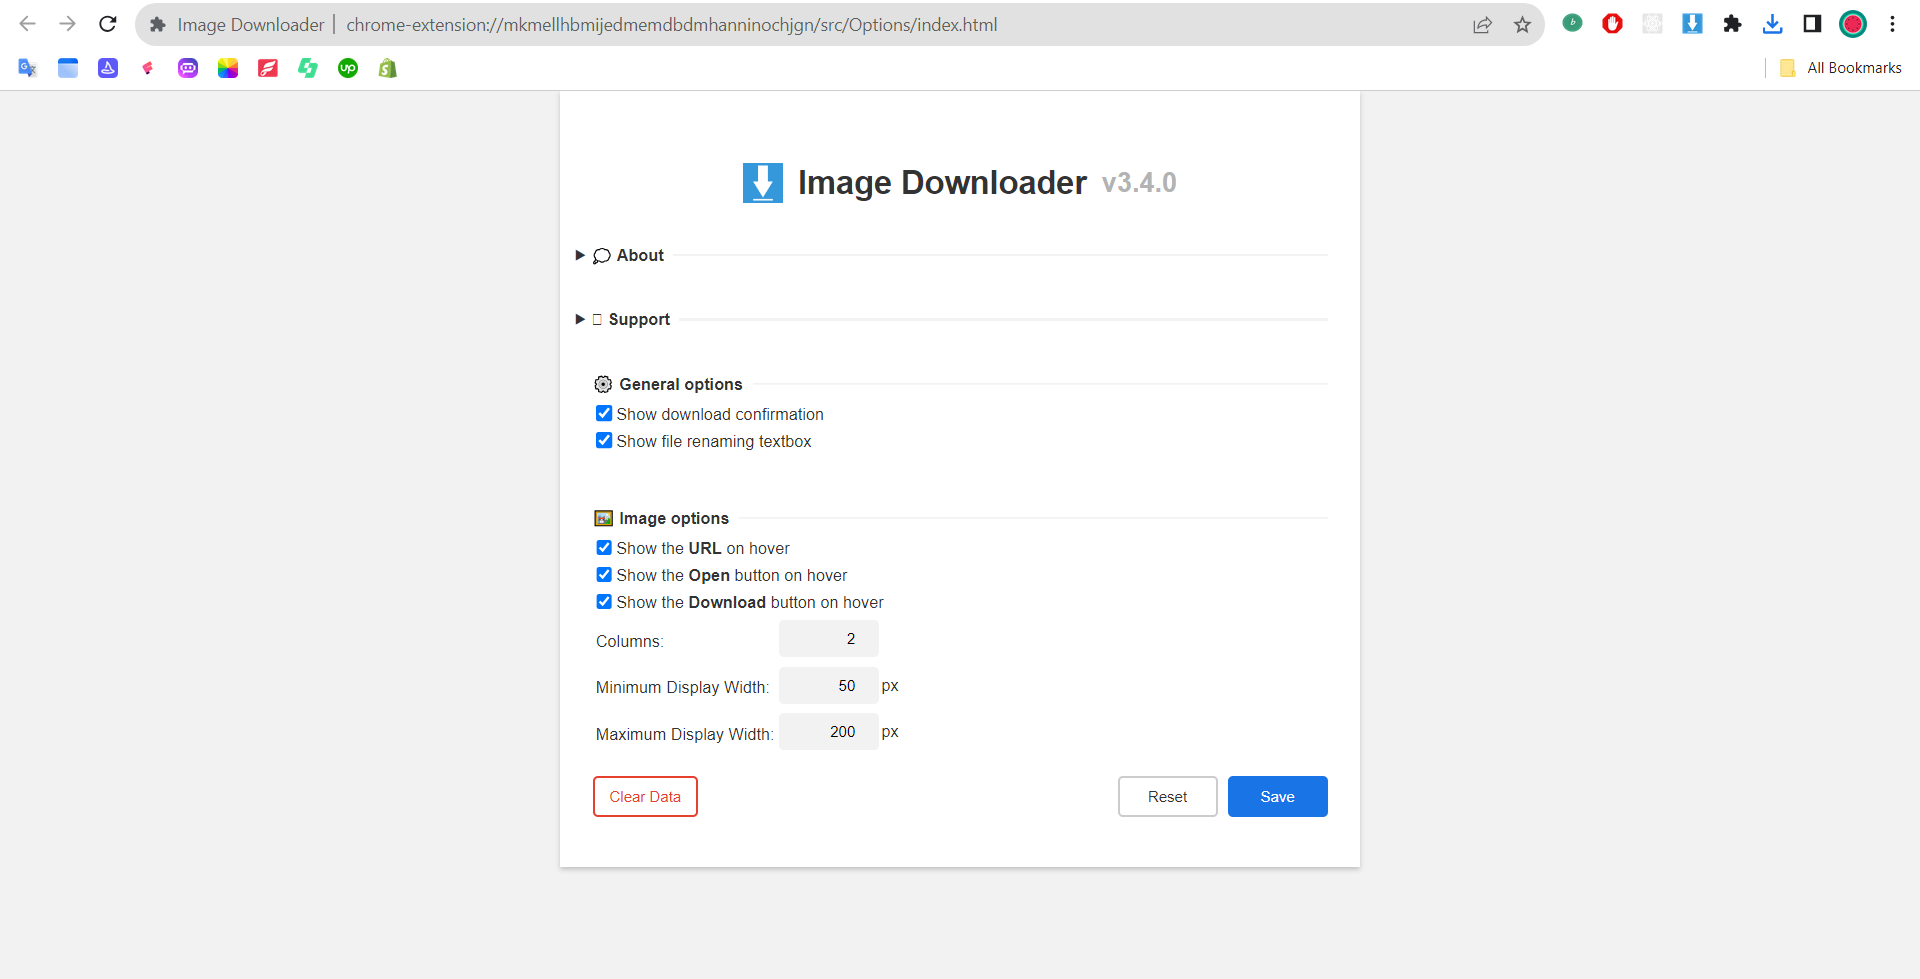 Image Downloader | chrome-extension://mkmellhbmijedmemdbdmhanninochjgn/src/Options/index.html
All Bookmarks
Image Downloader v3.4.0
About
Support
General options
Show download confirmation
Show file renaming textbox
Image options
Show the URL on hover
Show the Open button on hover
Show the Download button on hover
Columns: 2
Minimum Display Width: 50 px
Maximum Display Width: 200 px
Clear Data Reset Save